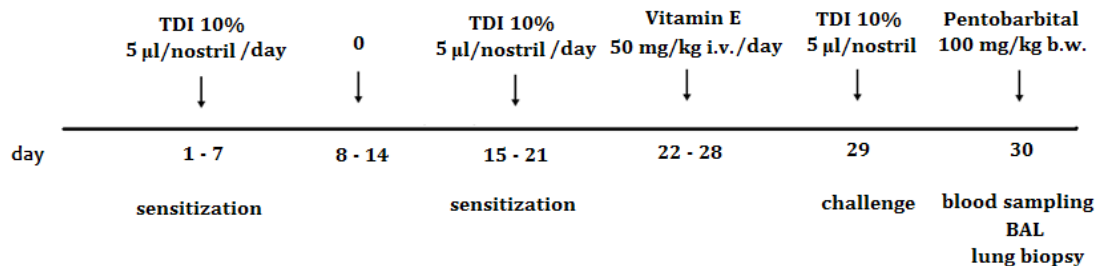 TDI 10%
5 µl/nostril /day
0
TDI 10%
5 µl/nostril /day
Vitamin E
50 mg/kg i.v./day
TDI 10%
5 µl/nostril
Pentobarbital
100 mg/kg b.w.
day
1 - 7
8 - 14
15 - 21
22 - 28
29
30
sensitization
sensitization
challenge
blood sampling
BAL
lung biopsy